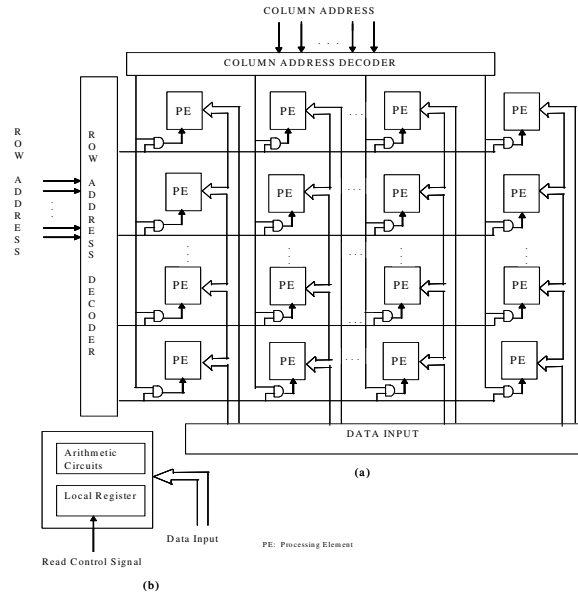 COLUMN ADDRESS
COLUMN ADDRESS DECODER
ROW ADDRESS
ROW ADDRESS DECODER
PE PE PE PE
PE PE PE PE
PE PE PE PE
PE PE PE PE
DATA INPUT
(a)
Arithmetic
Circuits
Local Register
Data Input
Read Control Signal
PE: Processing Element
(b)